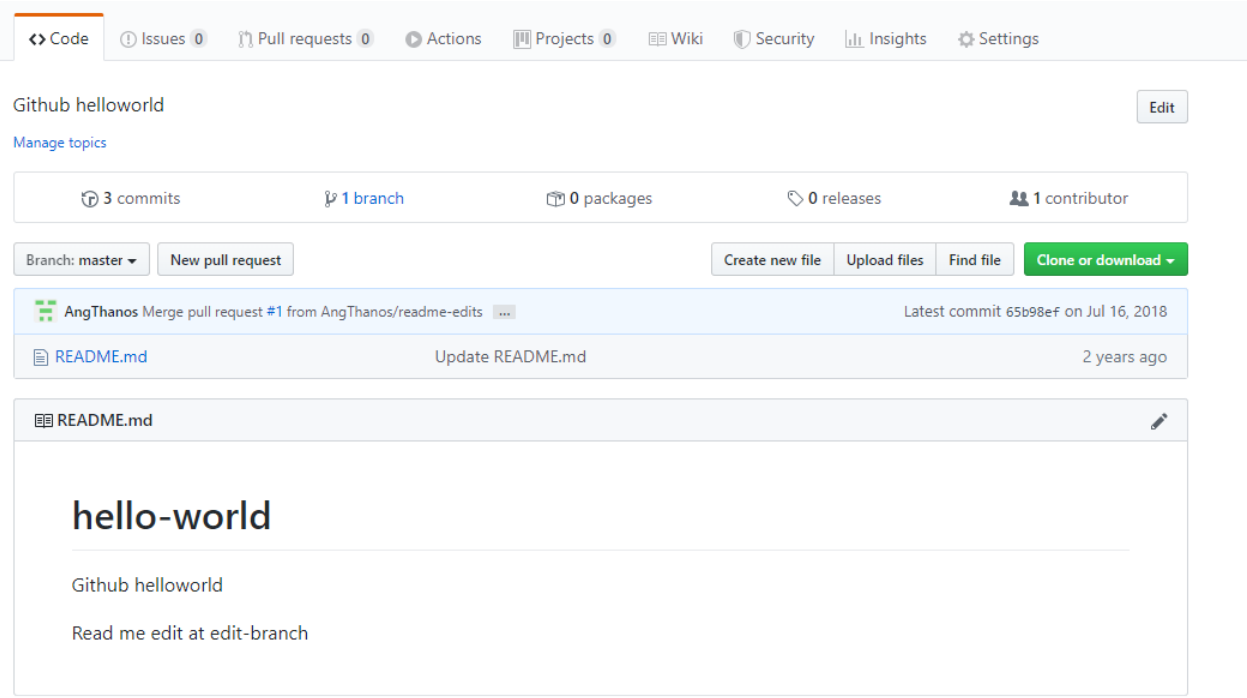 Code Issues 0 Pull requests 0 Actions Projects 0 Wiki Security Insights Settings
Github helloworld Edit
Manage topics
3 commits 1 branch 0 packages 0 releases 1 contributor
Branch: master New pull request Create new file Upload files Find file Clone or download
AngThanos Merge pull request #1 from AngThanos/readme-edits ... Latest commit 65b98ef on Jul 16, 2018
README.md Update README.md 2 years ago
README.md
hello-world
Github helloworld
Read me edit at edit-branch